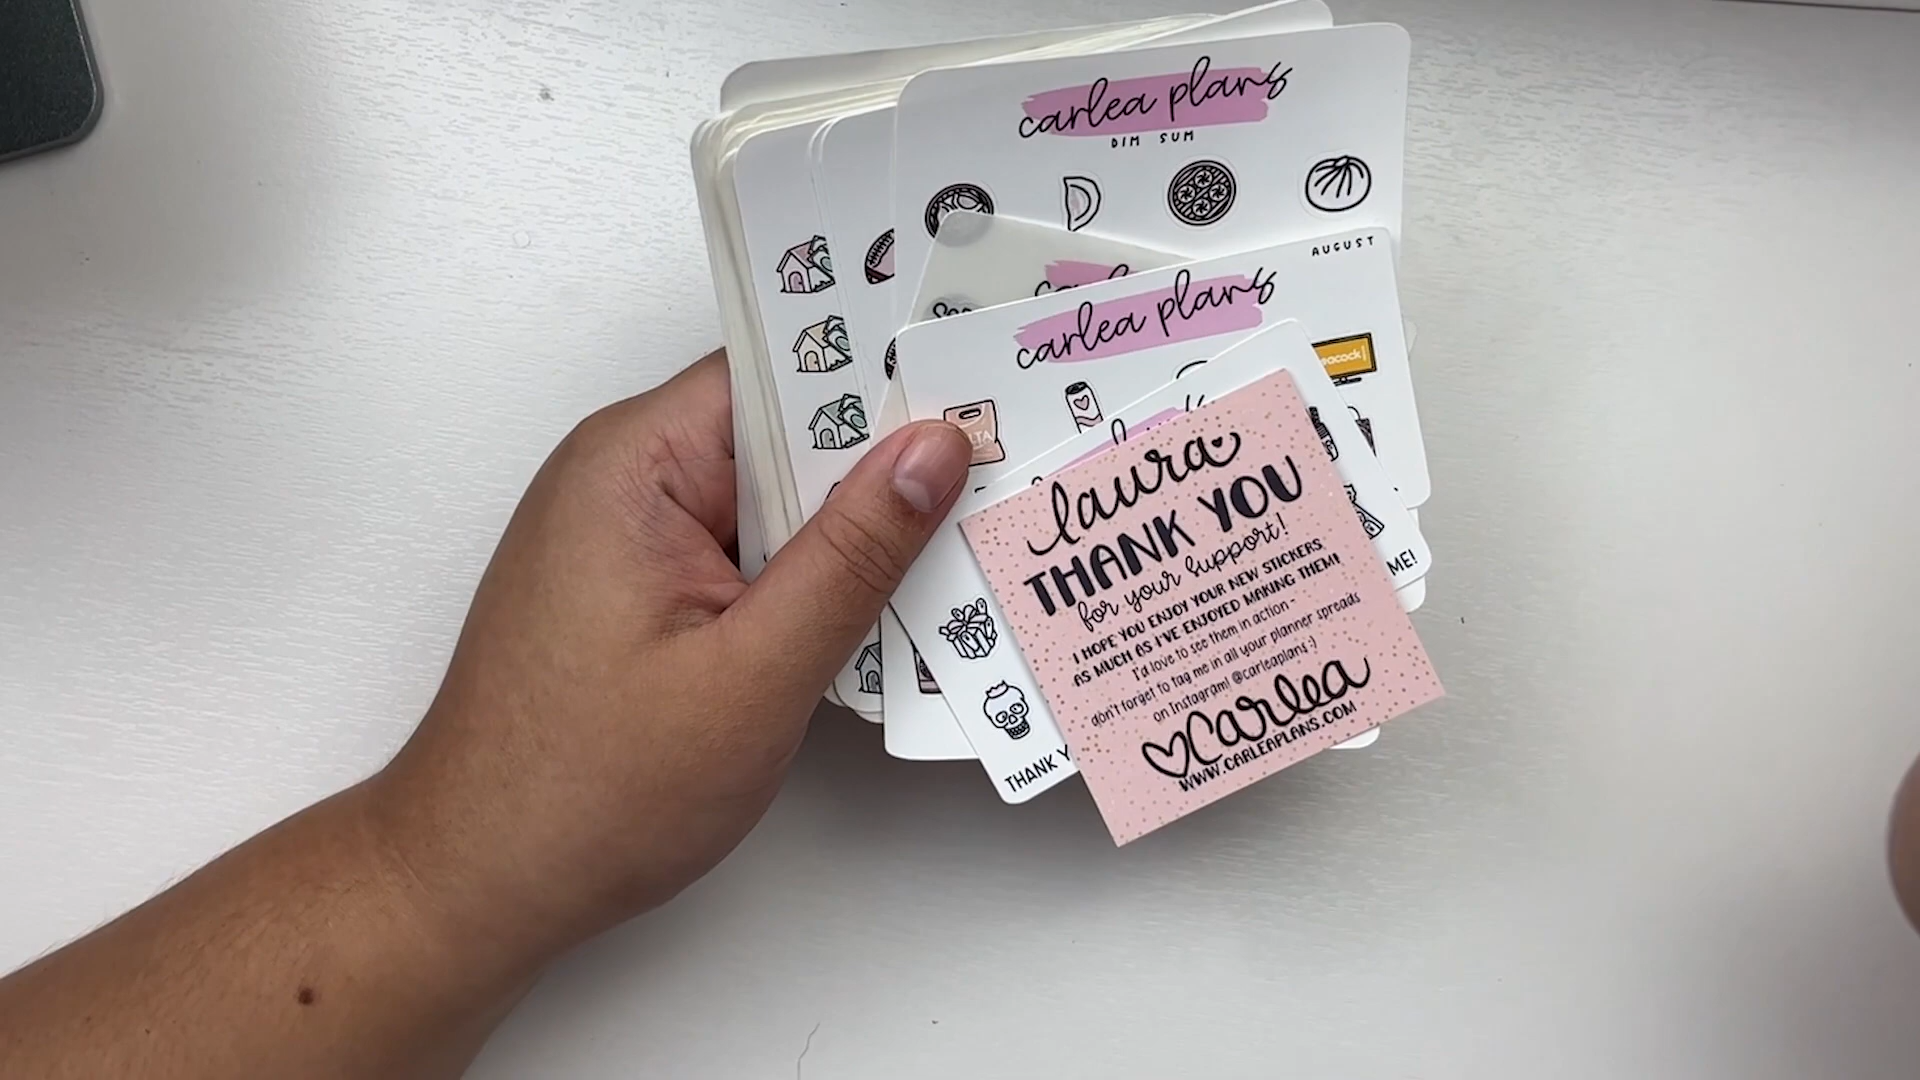 carlea plans
DIM SUM
AUGUST
carlea plans
peacock
ULTA
laura
THANK YOU
for your support!
I HOPE YOU ENJOY YOUR NEW STICKERS
AS MUCH AS I'VE ENJOYED MAKING THEM!
I'd love to see them in action -
don't forget to tag me in all your planner spreads
on Instagram! @carleaplans :)
carlea
WWW.CARLEAPLANS.COM
THANK Y
ME!